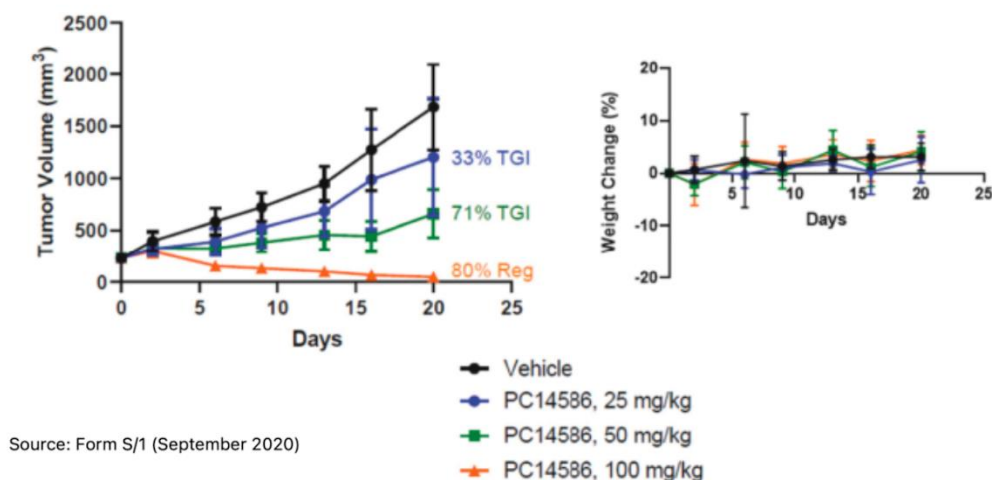 2500
2000
1500
1000
500
0
Tumor Volume (mm³)
0 5 10 15 20 25
Days
33% TGI
71% TGI
80% Reg
20
10
0
-10
-20
Weight Change (%)
5 10 15 20 25
Days
Vehicle
PC14586, 25 mg/kg
PC14586, 50 mg/kg
PC14586, 100 mg/kg
Source: Form S/1 (September 2020)